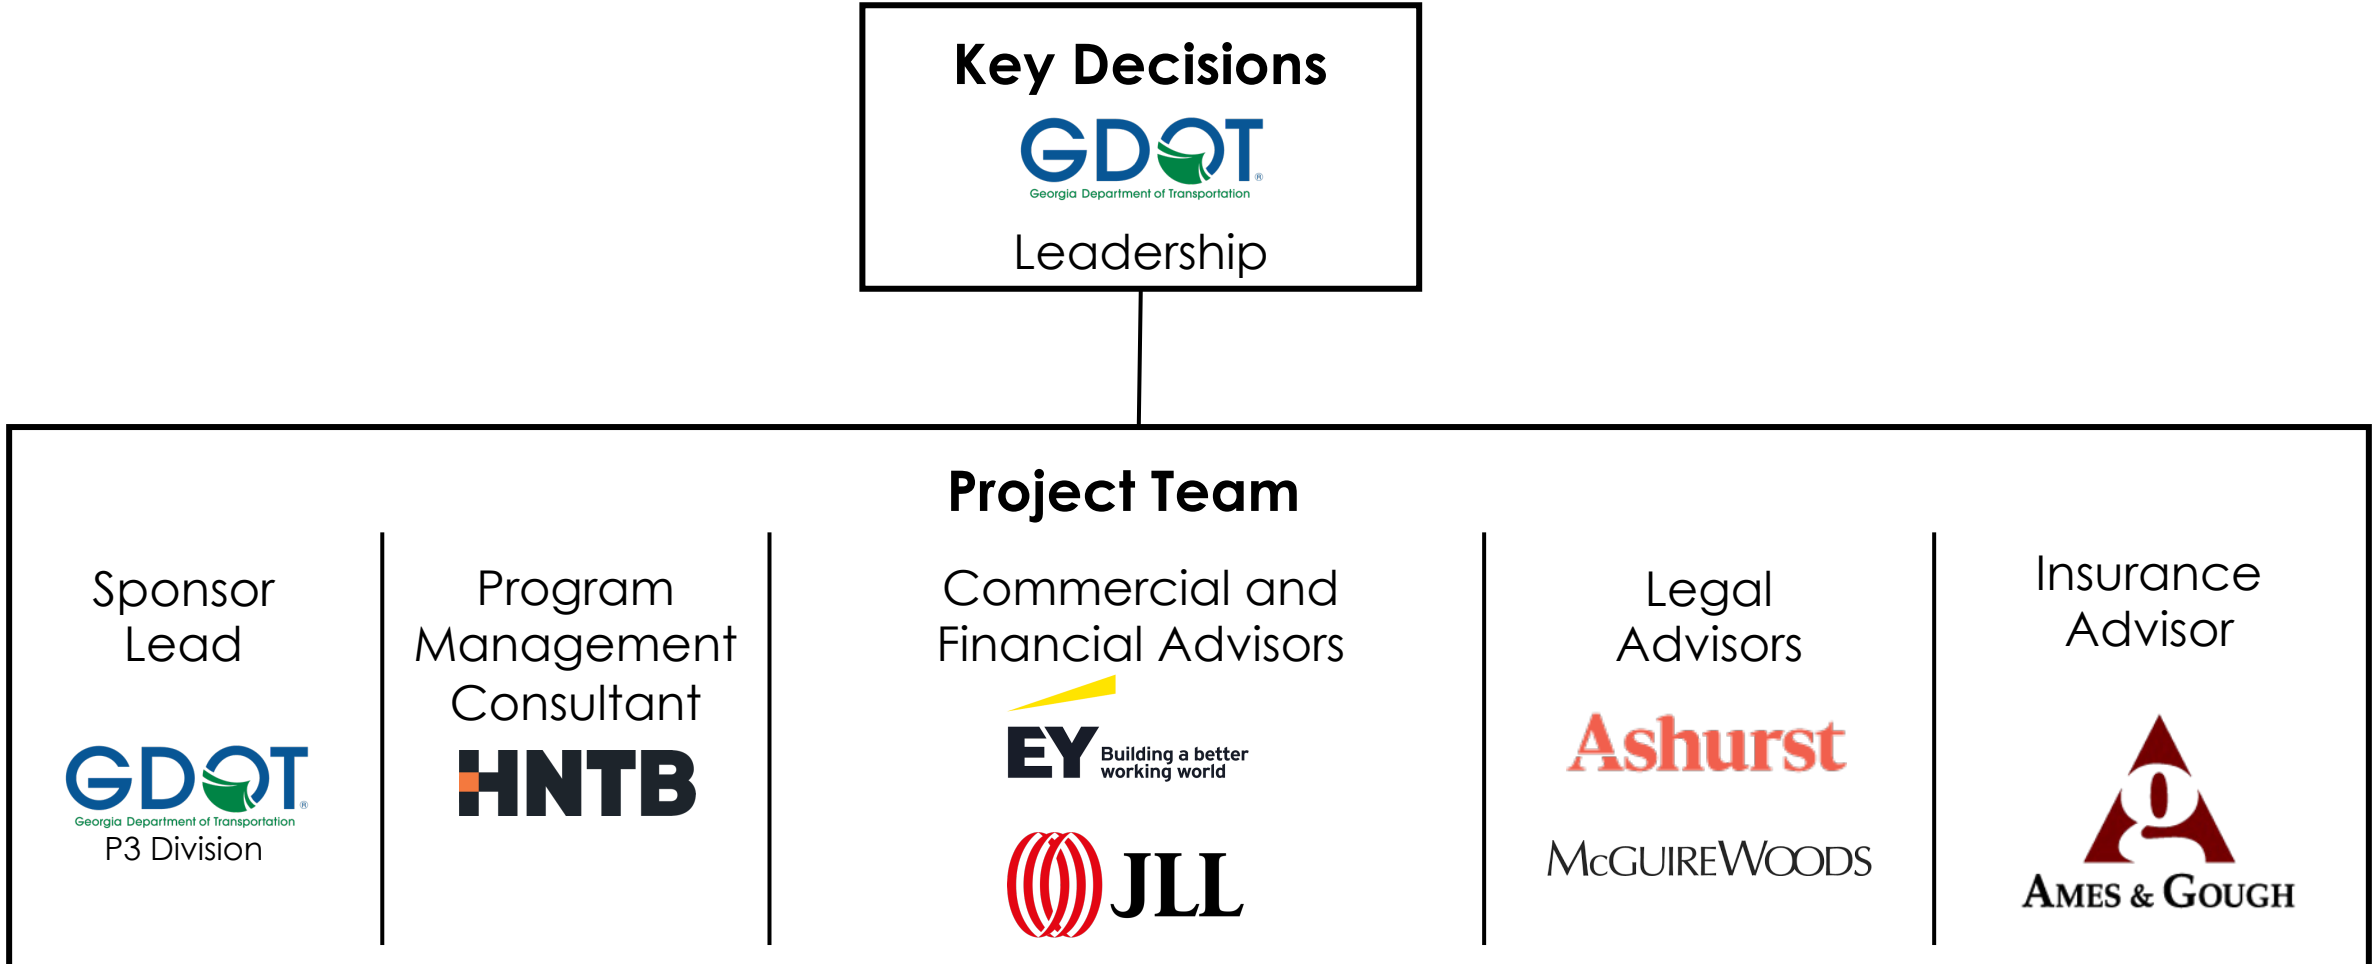 Key Decisions
GDOT®
Georgia Department of Transportation
Leadership
Project Team
Sponsor
Lead
GDOT®
Georgia Department of Transportation
P3 Division
Program
Management
Consultant
HNTB
Commercial and
Financial Advisors
EY Building a better
working world
JLL
Legal
Advisors
Ashurst
McGUIREWOODS
Insurance
Advisor
g
AMES & GOUGH